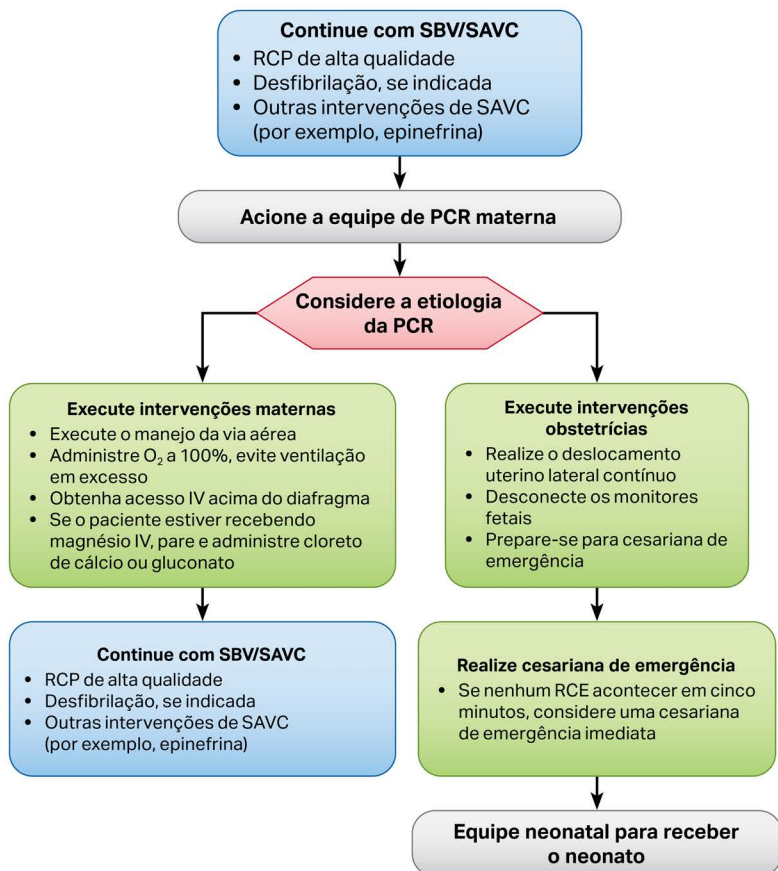 Continue com SBV/SAVC
• RCP de alta qualidade
• Desfibrilação, se indicada
• Outras intervenções de SAVC
(por exemplo, epinefrina)
Acione a equipe de PCR materna
Considere a etiologia
da PCR
Execute intervenções maternas
• Execute o manejo da via aérea
• Administre O₂ a 100%, evite ventilação
em excesso
• Obtenha acesso IV acima do diafragma
• Se o paciente estiver recebendo
magnésio IV, pare e administre cloreto
de cálcio ou gluconato
Continue com SBV/SAVC
• RCP de alta qualidade
• Desfibrilação, se indicada
• Outras intervenções de SAVC
(por exemplo, epinefrina)
Execute intervenções
obstetrícias
• Realize o deslocamento
uterino lateral contínuo
• Desconecte os monitores
fetais
• Prepare-se para cesariana de
emergência
Realize cesariana de emergência
• Se nenhum RCE acontecer em cinco
minutos, considere uma cesariana
de emergência imediata
Equipe neonatal para receber
o neonato